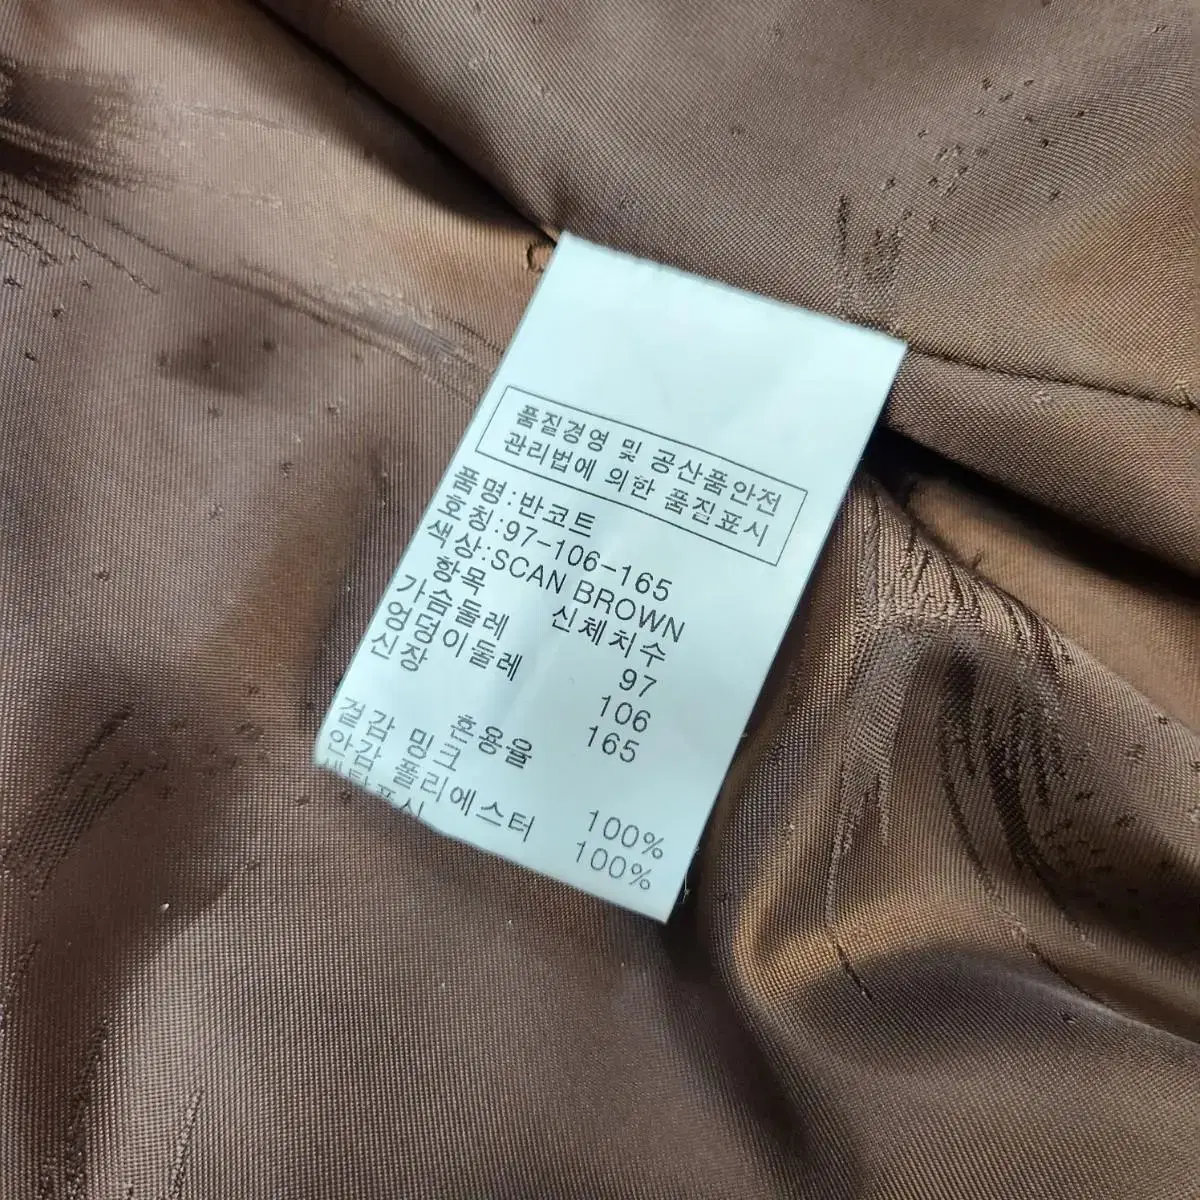 품질경영 및 공산품안전
관리법에 의한 품질표시
품명:반코트
호칭:97-106-165
색상:SCAN BROWN
항목 신체치수
가슴둘레 97
엉덩이둘레 106
신장 165
혼용율
겉감 밍크 100%
안감 폴리에스터 100%